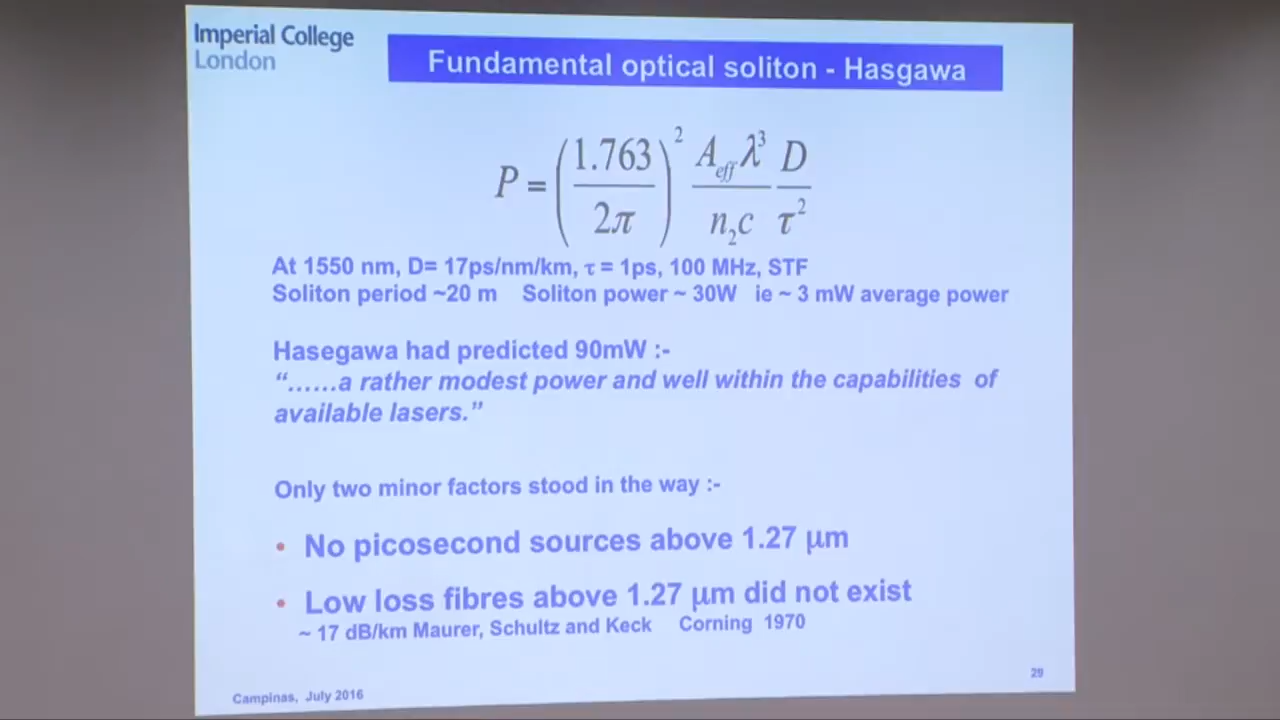 Imperial College
London
Fundamental optical soliton - Hasgawa
P = (1.763 / 2π)² A_eff λ³ / n₂c D / τ²
At 1550 nm, D= 17ps/nm/km, τ = 1ps, 100 MHz, STF
Soliton period ~20 m Soliton power ~ 30W ie ~ 3 mW average power
Hasegawa had predicted 90mW :-
“......a rather modest power and well within the capabilities of
available lasers.”
Only two minor factors stood in the way :-
• No picosecond sources above 1.27 µm
• Low loss fibres above 1.27 µm did not exist
~ 17 dB/km Maurer, Schultz and Keck Corning 1970
29
Campinas, July 2016